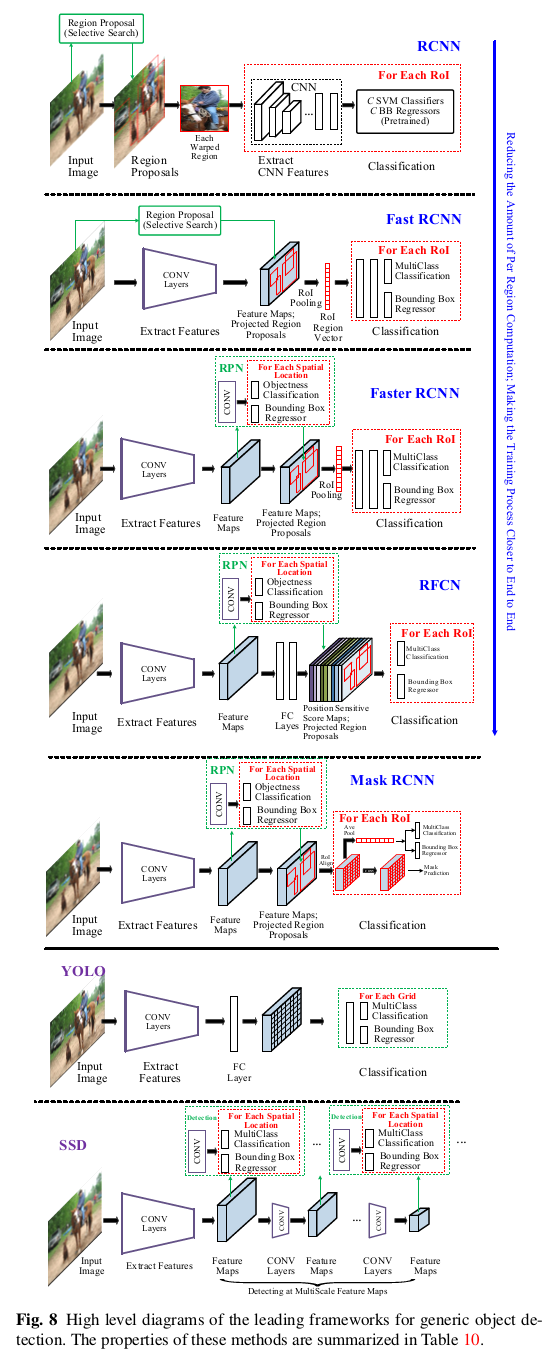 Region Proposal
(Selective Search)
RCNN
For Each RoI
CNN
...
C SVM Classifiers
C BB Regressors
(Pretrained)
Input
Image
Region
Proposals
Each
Warped
Region
Extract
CNN Features
Classification
Reducing the Amount of Per Region Computation; Making the Training Process Closer to End to End
Region Proposal
(Selective Search)
Fast RCNN
For Each RoI
CONV
Layers
MultiClass
Classification
Bounding Box
Regressor
RoI
Pooling
Input
Image
Extract Features
Feature Maps;
Projected Region
Proposals
RoI
Region
Vector
Classification
RPN
For Each Spatial
Location
CONV
Objectness
Classification
Bounding Box
Regressor
Faster RCNN
For Each RoI
CONV
Layers
MultiClass
Classification
Bounding Box
Regressor
RoI
Pooling
Input
Image
Extract Features
Feature
Maps
Feature Maps;
Projected Region
Proposals
Classification
RPN
For Each Spatial
Location
CONV
Objectness
Classification
Bounding Box
Regressor
RFCN
For Each RoI
CONV
Layers
MultiClass
Classification
Bounding Box
Regressor
Input
Image
Extract Features
Feature
Maps
FC
Layes
Position Sensitive
Score Maps;
Projected Region
Proposals
Classification
RPN
For Each Spatial
Location
CONV
Objectness
Classification
Bounding Box
Regressor
Mask RCNN
For Each RoI
CONV
Layers
RoI
Align
Ave
Pool
MultiClass
Classification
Bounding Box
Regressor
Mask
Prediction
Input
Image
Extract Features
Feature
Maps
Feature Maps;
Projected Region
Proposals
Classification
YOLO
CONV
Layers
For Each Grid
MultiClass
Classification
Bounding Box
Regressor
Input
Image
Extract
Features
FC
Layer
Classification
SSD
Detection
For Each Spatial
Location
CONV
MultiClass
Classification
Bounding Box
Regressor
...
Detection
For Each Spatial
Location
CONV
MultiClass
Classification
Bounding Box
Regressor
...
CONV
Layers
CONV
...
CONV
Input
Image
Extract Features
Feature
Maps
CONV
Layers
Feature
Maps
CONV
Layers
Feature
Maps
Detecting at MultiScale Feature Maps
Fig. 8 High level diagrams of the leading frameworks for generic object de-
tection. The properties of these methods are summarized in Table 10.